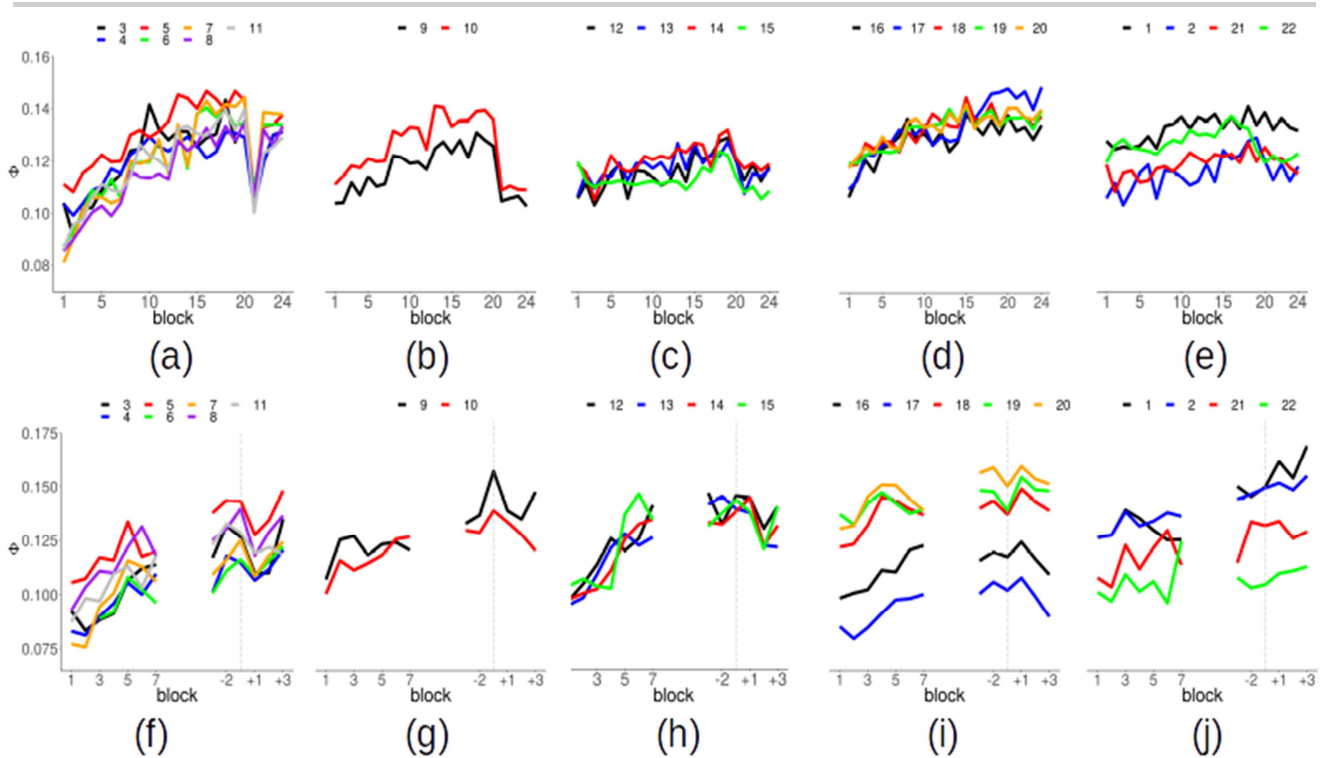 3 5 7 11 9 10 12 13 14 15 16 17 18 19 20 1 2 21 22
4 6 8
0.16
0.14
0.12
Φ
0.10
0.08
1 5 10 15 20 24 1 5 10 15 20 24 1 5 10 15 20 24 1 5 10 15 20 24 1 5 10 15 20 24
block block block block block
(a) (b) (c) (d) (e)
3 5 7 11 9 10 12 13 14 15 16 17 18 19 20 1 2 21 22
4 6 8
0.175
0.150
0.125
Φ
0.100
0.075
1 3 5 7 -2 +1 +3 1 3 5 7 -2 +1 +3 3 5 7 -2 +1 +3 1 3 5 7 -2 +1 +3 1 3 5 7 -2 +1 +3
block block block block block
(f) (g) (h) (i) (j)